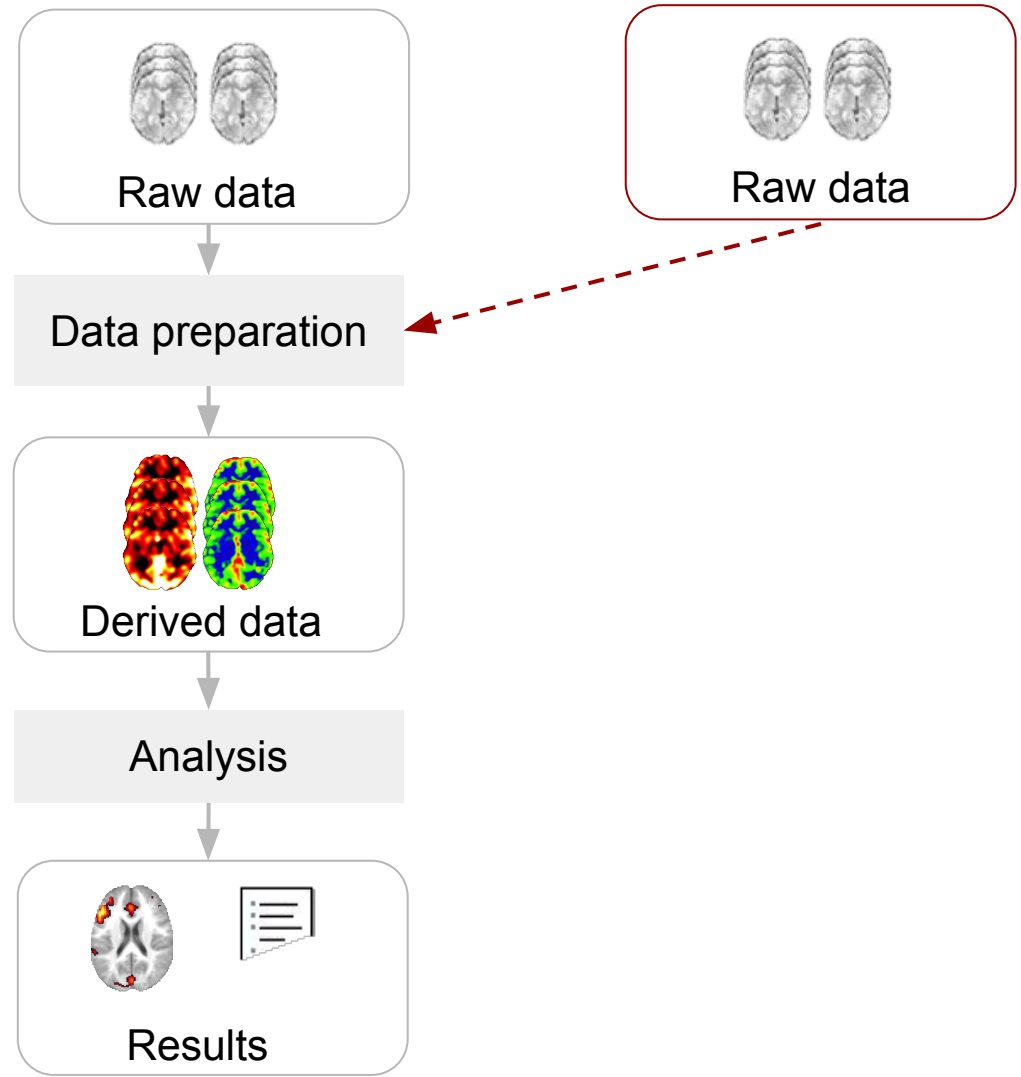 Raw data
Raw data
Data preparation
Derived data
Analysis
Results